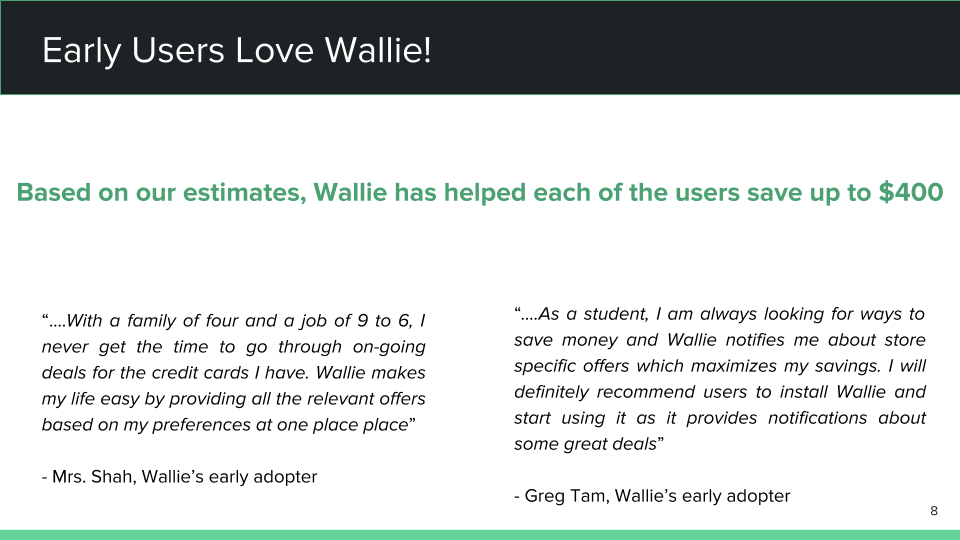 Early Users Love Wallie!
Based on our estimates, Wallie has helped each of the users save up to $400
“....With a family of four and a job of 9 to 6, I
never get the time to go through on-going
deals for the credit cards I have. Wallie makes
my life easy by providing all the relevant offers
based on my preferences at one place place”
- Mrs. Shah, Wallie’s early adopter
“....As a student, I am always looking for ways to
save money and Wallie notifies me about store
specific offers which maximizes my savings. I will
definitely recommend users to install Wallie and
start using it as it provides notifications about
some great deals”
- Greg Tam, Wallie’s early adopter
8